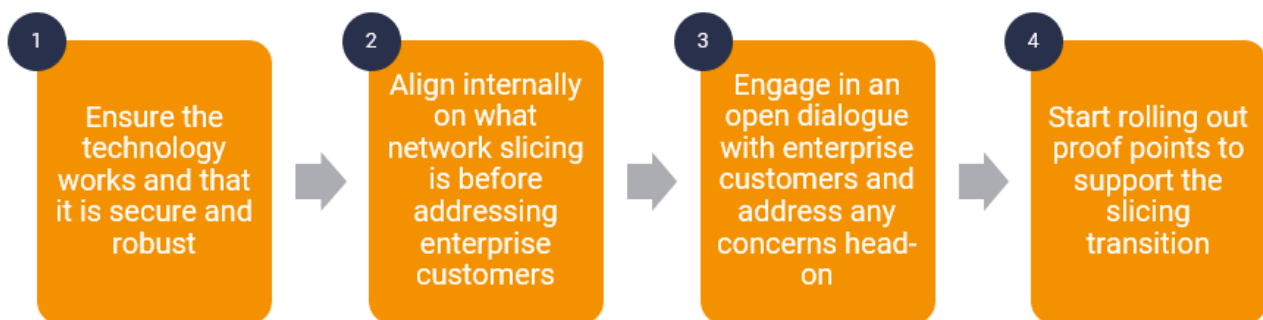 1
Ensure the
technology
works and that
it is secure and
robust
2
Align internally
on what
network slicing
is before
addressing
enterprise
customers
3
Engage in an
open dialogue
with enterprise
customers and
address any
concerns head-
on
4
Start rolling out
proof points to
support the
slicing
transition